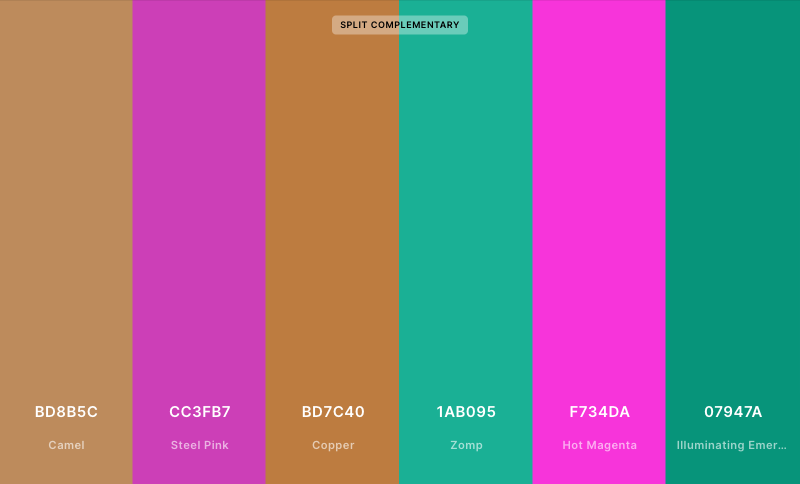 SPLIT COMPLEMENTARY
BD8B5C CC3FB7 BD7C40 1AB095 F734DA 07947A
Camel Steel Pink Copper Zomp Hot Magenta Illuminating Emer...